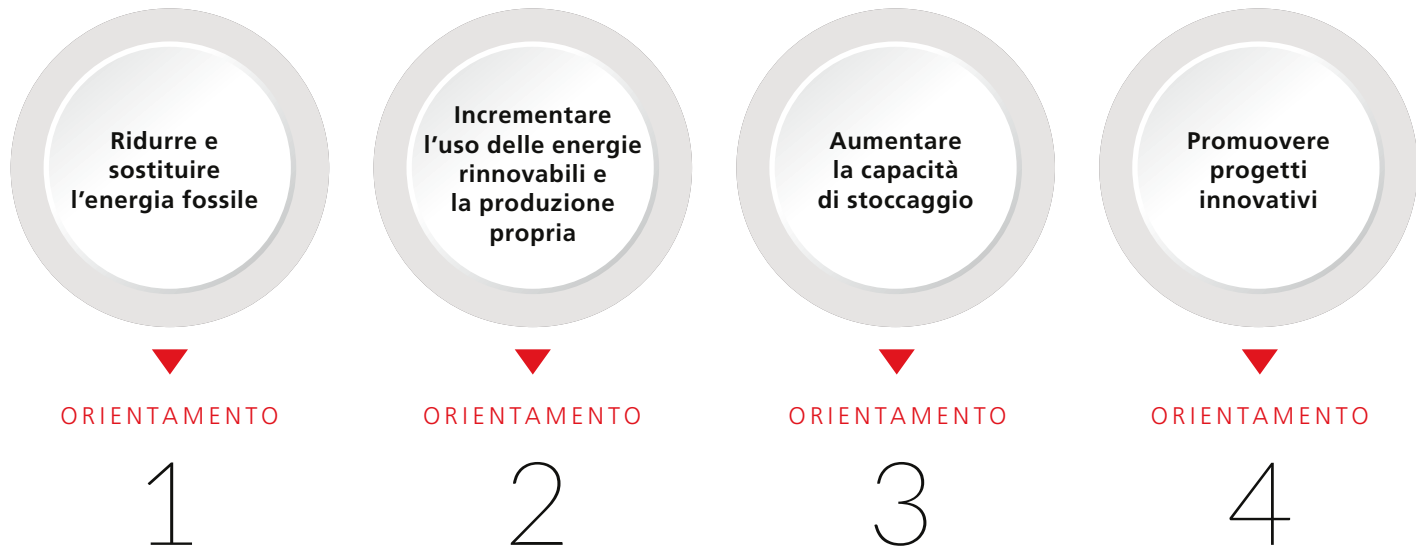 Ridurre e
sostituire
l’energia fossile
Incrementare
l’uso delle energie
rinnovabili e
la produzione
propria
Aumentare
la capacità
di stoccaggio
Promuovere
progetti
innovativi
ORIENTAMENTO
1
ORIENTAMENTO
2
ORIENTAMENTO
3
ORIENTAMENTO
4